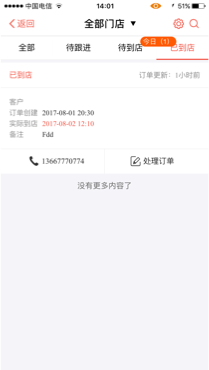 中国电信 14:01 51%
返回 全部门店 ▼
全部 待跟进 待到店 已到店
今日（1）
已到店 订单更新：1小时前
客户
订单创建 2017-08-01 20:30
实际到店 2017-08-02 12:10
备注 Fdd
13667770774 处理订单
没有更多内容了